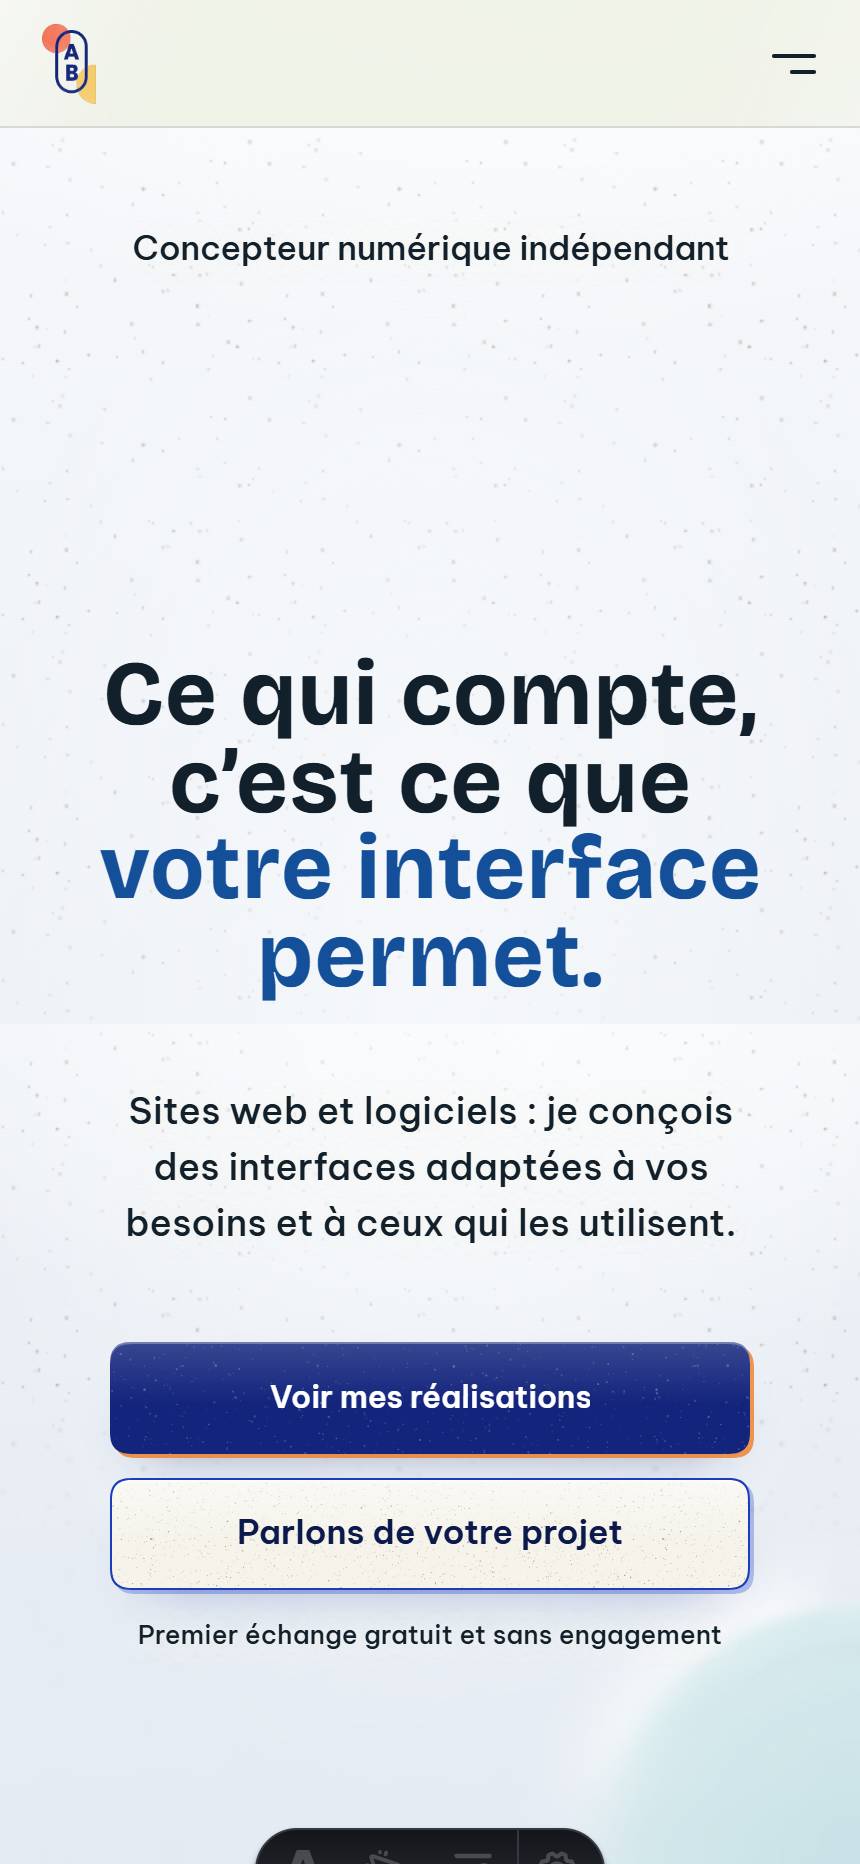 A
B
Concepteur numérique indépendant
Ce qui compte,
c’est ce que
votre interface
permet.
Sites web et logiciels : je conçois
des interfaces adaptées à vos
besoins et à ceux qui les utilisent.
Voir mes réalisations
Parlons de votre projet
Premier échange gratuit et sans engagement